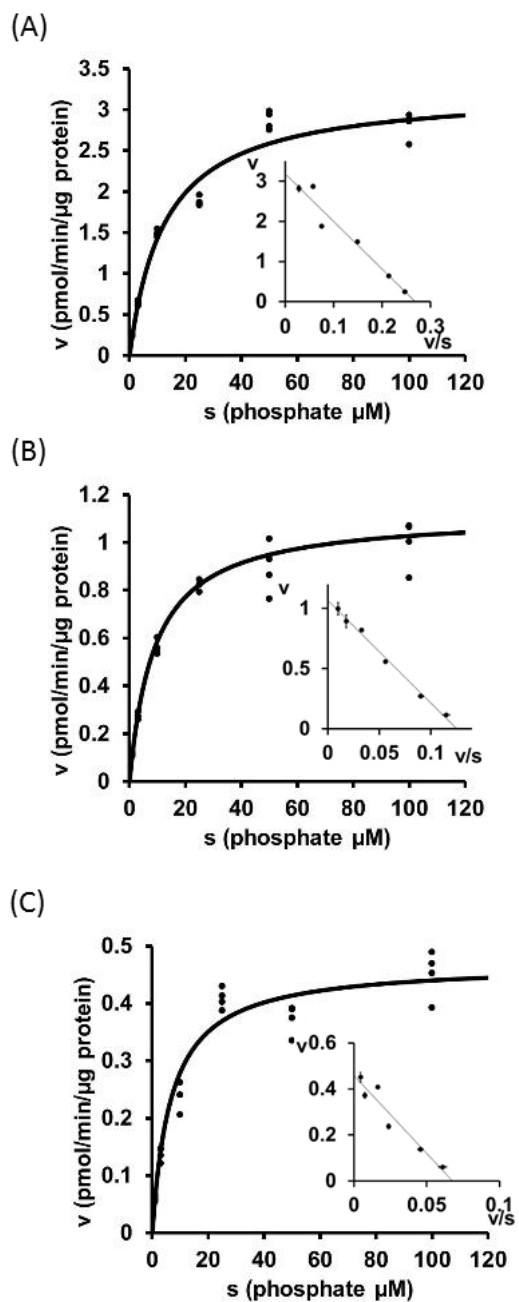 (A)
3.5
3
2.5
2
1.5
1
0.5
0
0 20 40 60 80 100 120
v (pmol/min/µg protein)
s (phosphate µM)
v
3
2
1
0
0 0.1 0.2 0.3
v/s
(B)
1.2
1
0.8
0.6
0.4
0.2
0
0 20 40 60 80 100 120
v (pmol/min/µg protein)
s (phosphate µM)
v
1
0.5
0
0 0.05 0.1
v/s
(C)
0.5
0.4
0.3
0.2
0.1
0
0 20 40 60 80 100 120
v (pmol/min/µg protein)
s (phosphate µM)
v
0.6
0.4
0.2
0
0 0.05 0.1
v/s